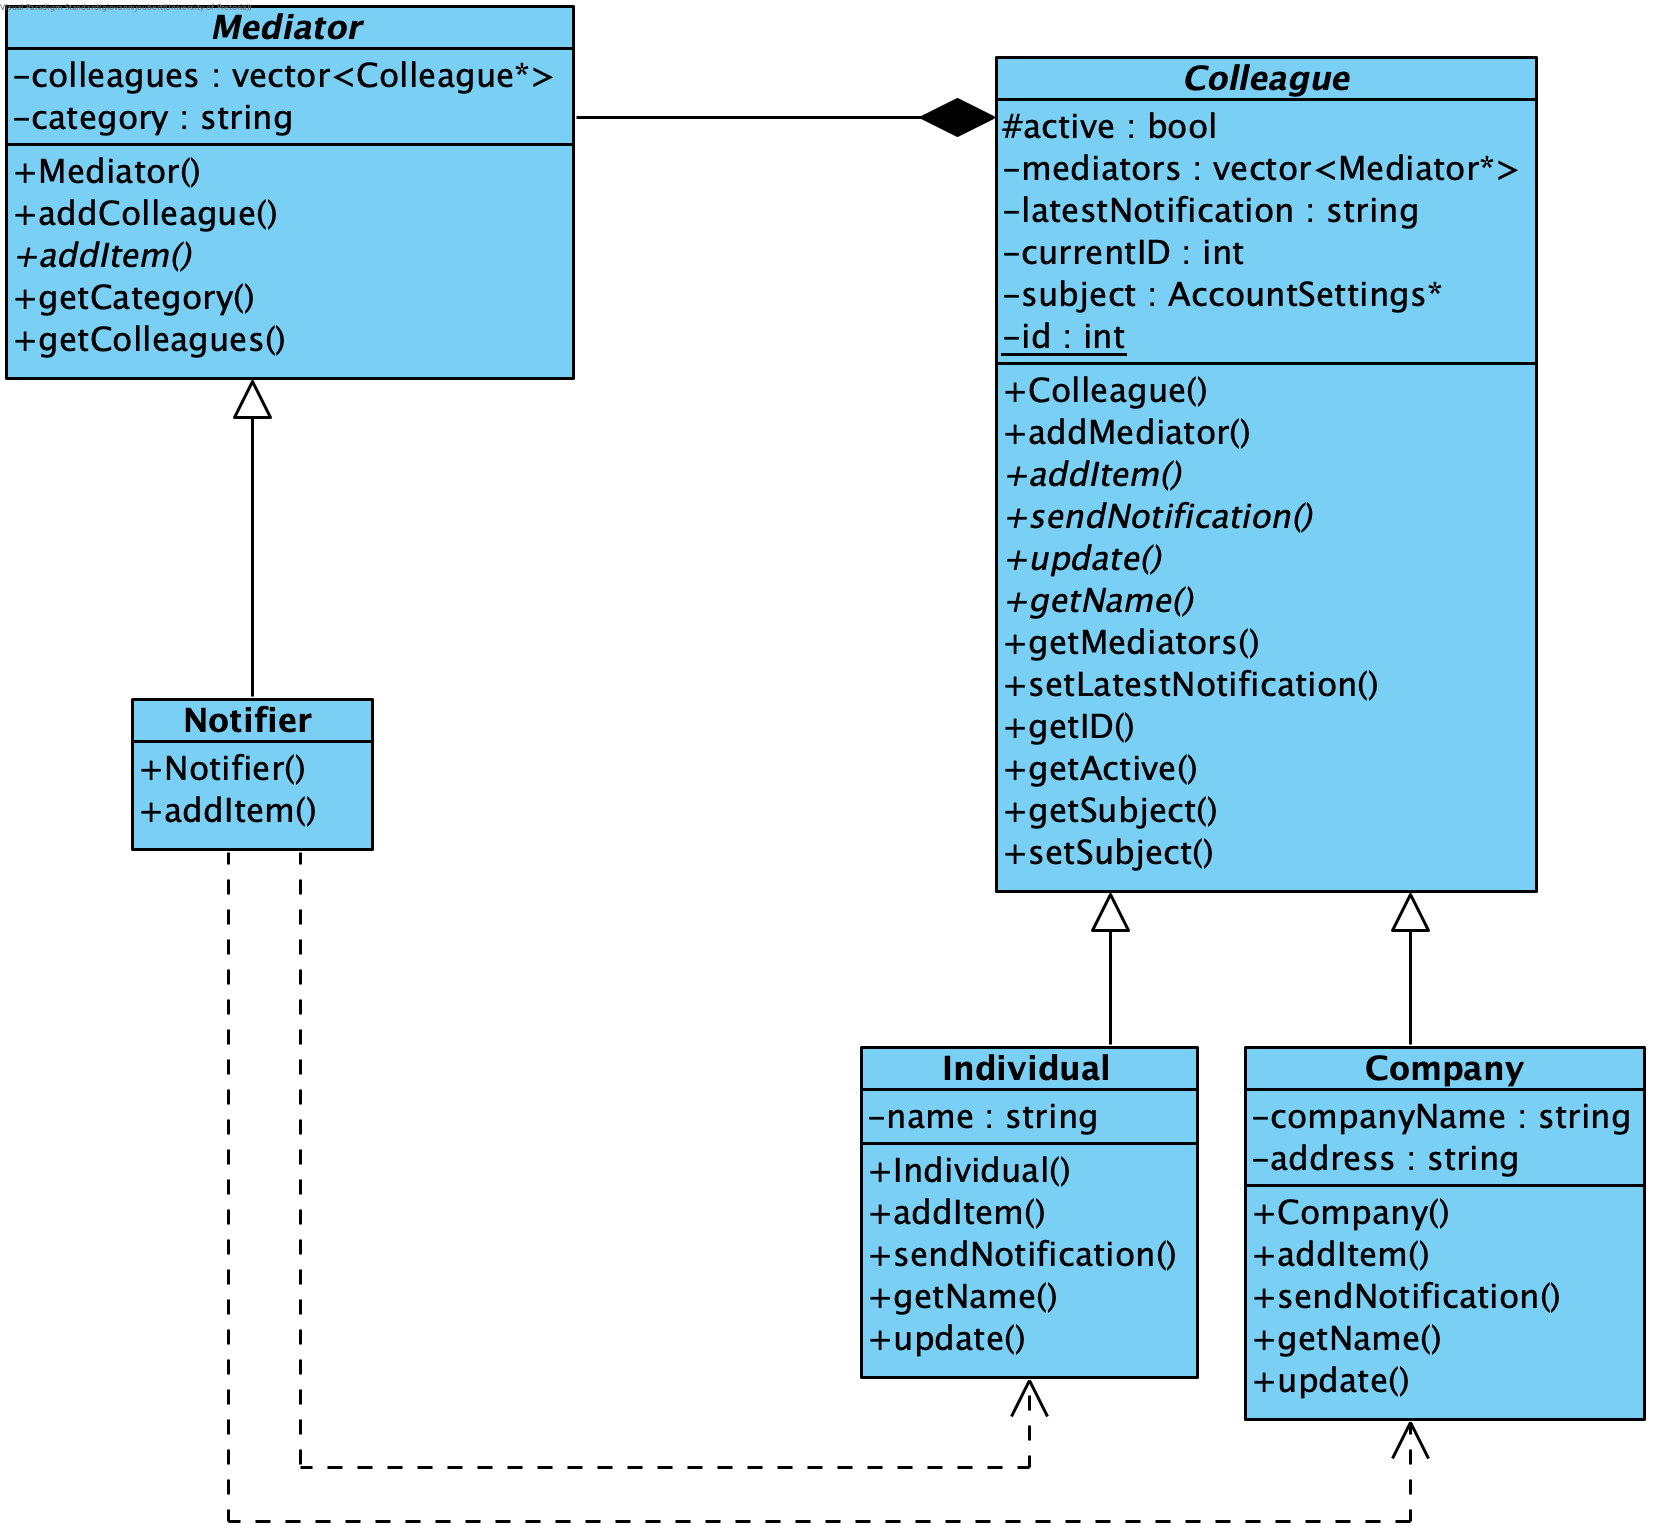 Mediator
-colleagues : vector<Colleague*>
-category : string
+Mediator()
+addColleague()
+addItem()
+getCategory()
+getColleagues()
Colleague
#active : bool
-mediators : vector<Mediator*>
-latestNotification : string
-currentID : int
-subject : AccountSettings*
-id : int
+Colleague()
+addMediator()
+addItem()
+sendNotification()
+update()
+getName()
+getMediators()
+setLatestNotification()
+getID()
+getActive()
+getSubject()
+setSubject()
Notifier
+Notifier()
+addItem()
Individual
-name : string
+Individual()
+addItem()
+sendNotification()
+getName()
+update()
Company
-companyName : string
-address : string
+Company()
+addItem()
+sendNotification()
+getName()
+update()